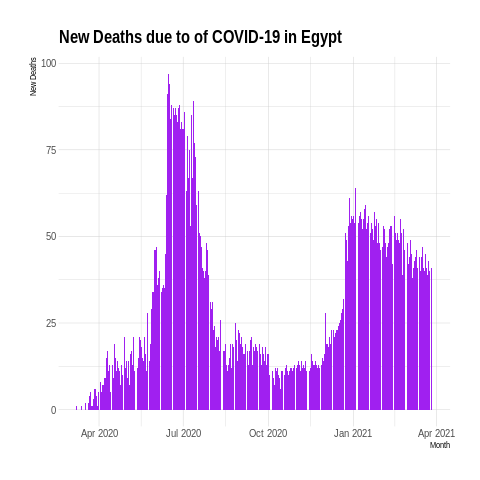 New Deaths due to of COVID-19 in Egypt
New Deaths
100
75
50
25
0
Apr 2020 Jul 2020 Oct 2020 Jan 2021 Apr 2021
Month